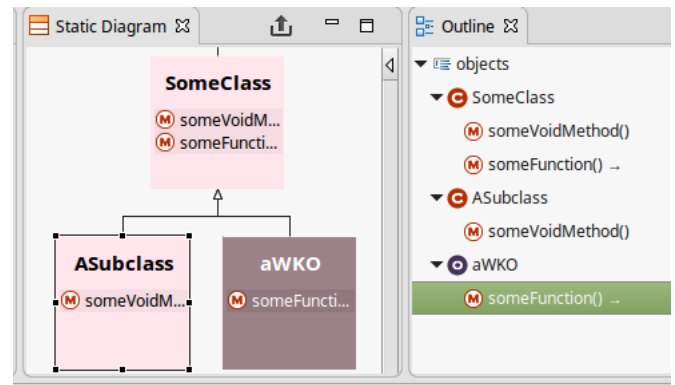 Static Diagram
SomeClass
M someVoidM...
M someFuncti...
ASubclass
M someVoidM...
aWKO
M someFuncti...
Outline
objects
C SomeClass
M someVoidMethod()
M someFunction() →
C ASubclass
M someVoidMethod()
O aWKO
M someFunction() →